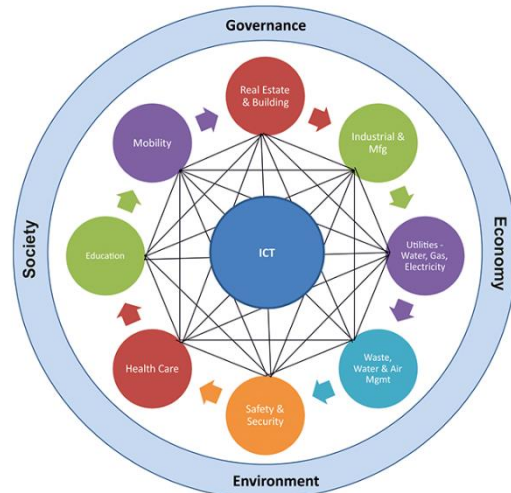 Governance
Real Estate
& Building
Mobility
Industrial &
Mfg
Society
Education
ICT
Utilities -
Water, Gas,
Electricity
Economy
Health Care
Waste,
Water & Air
Mgmt
Safety &
Security
Environment